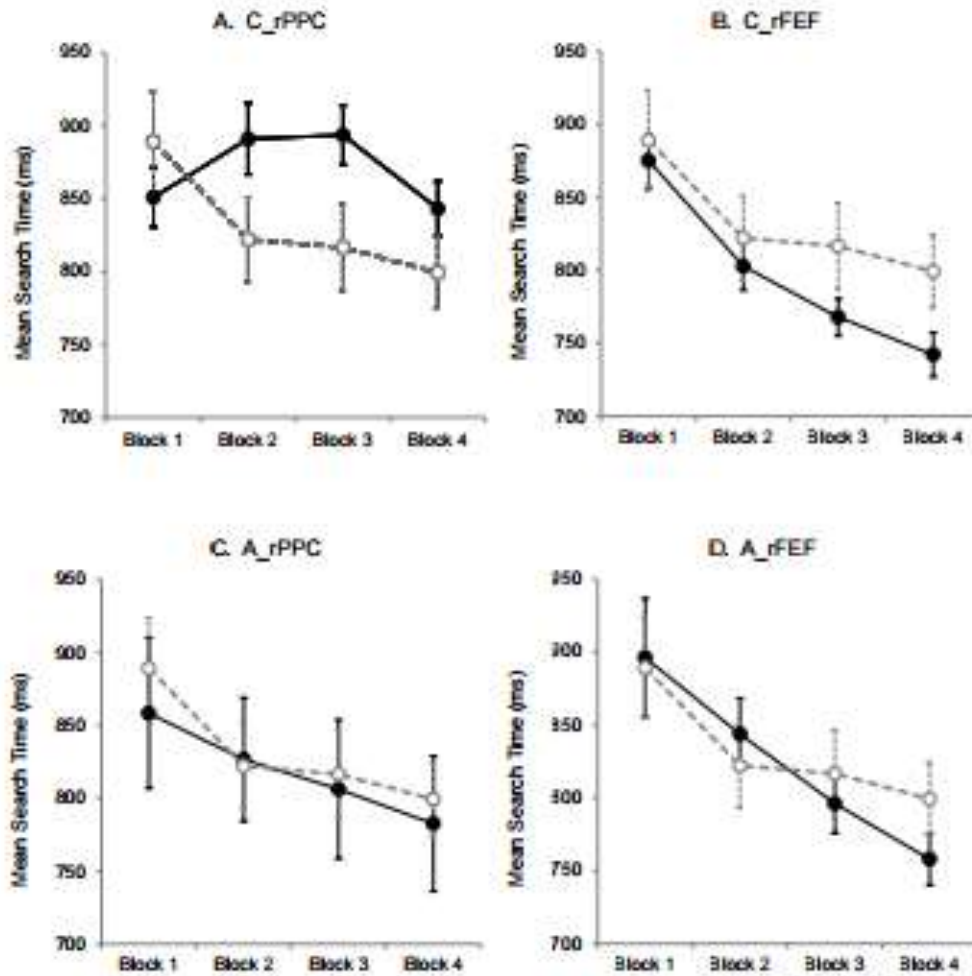 A. C_rPPC
B. C_rFEF
Mean Search Time (ms)
950
900
850
800
750
700
Block 1 Block 2 Block 3 Block 4
Mean Search Time (ms)
950
900
850
800
750
700
Block 1 Block 2 Block 3 Block 4
C. A_rPPC
D. A_rFEF
Mean Search Time (ms)
950
900
850
800
750
700
Block 1 Block 2 Block 3 Block 4
Mean Search Time (ms)
950
900
850
800
750
700
Block 1 Block 2 Block 3 Block 4